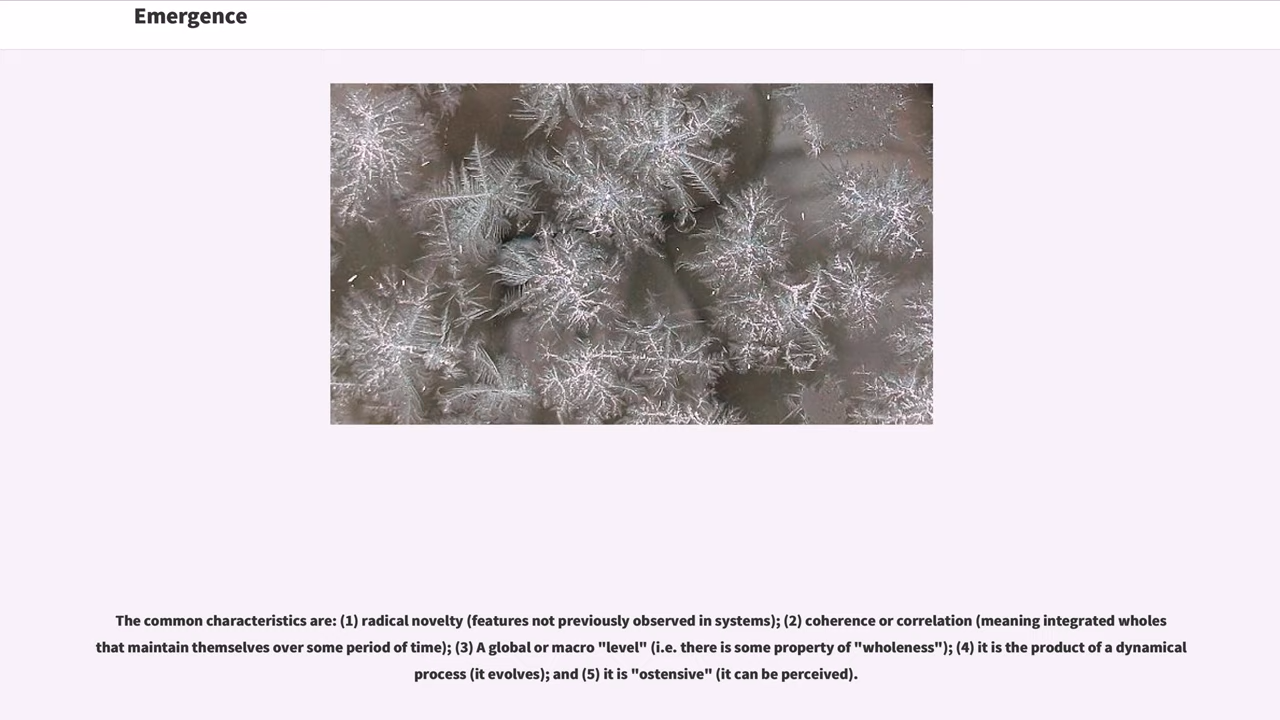 Emergence
The common characteristics are: (1) radical novelty (features not previously observed in systems); (2) coherence or correlation (meaning integrated wholes
that maintain themselves over some period of time); (3) A global or macro "level" (i.e. there is some property of "wholeness"); (4) it is the product of a dynamical
process (it evolves); and (5) it is "ostensive" (it can be perceived).